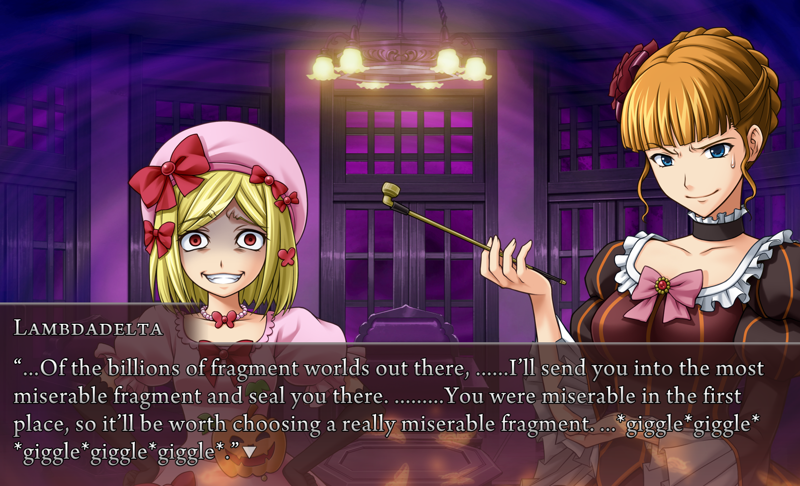 Lambdadelta
“...Of the billions of fragment worlds out there, ......I’ll send you into the most
miserable fragment and seal you there. .........You were miserable in the first
place, so it’ll be worth choosing a really miserable fragment. ...*giggle*giggle*
*giggle*giggle*giggle*.”